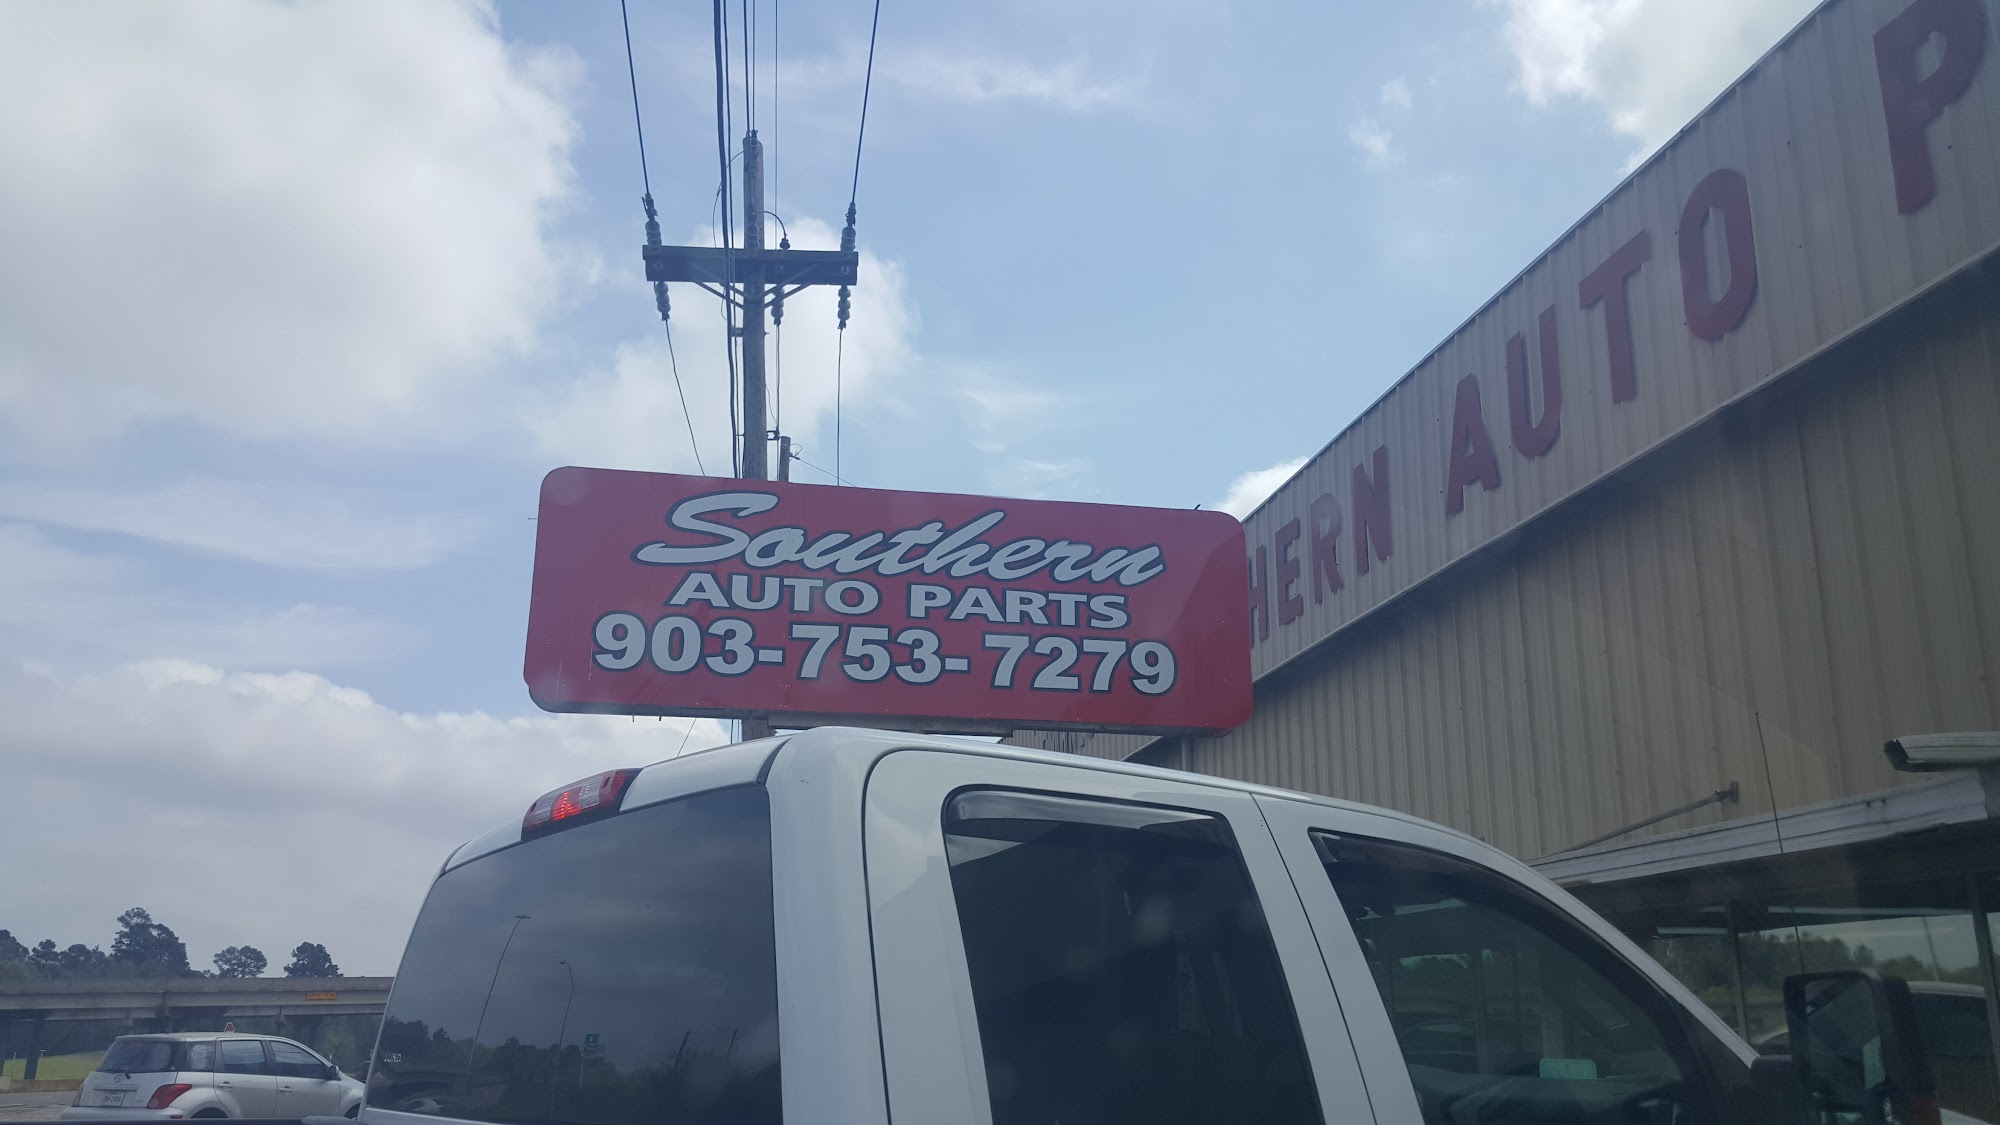 Southern
AUTO PARTS
903-753-7279
HERN AUTO P